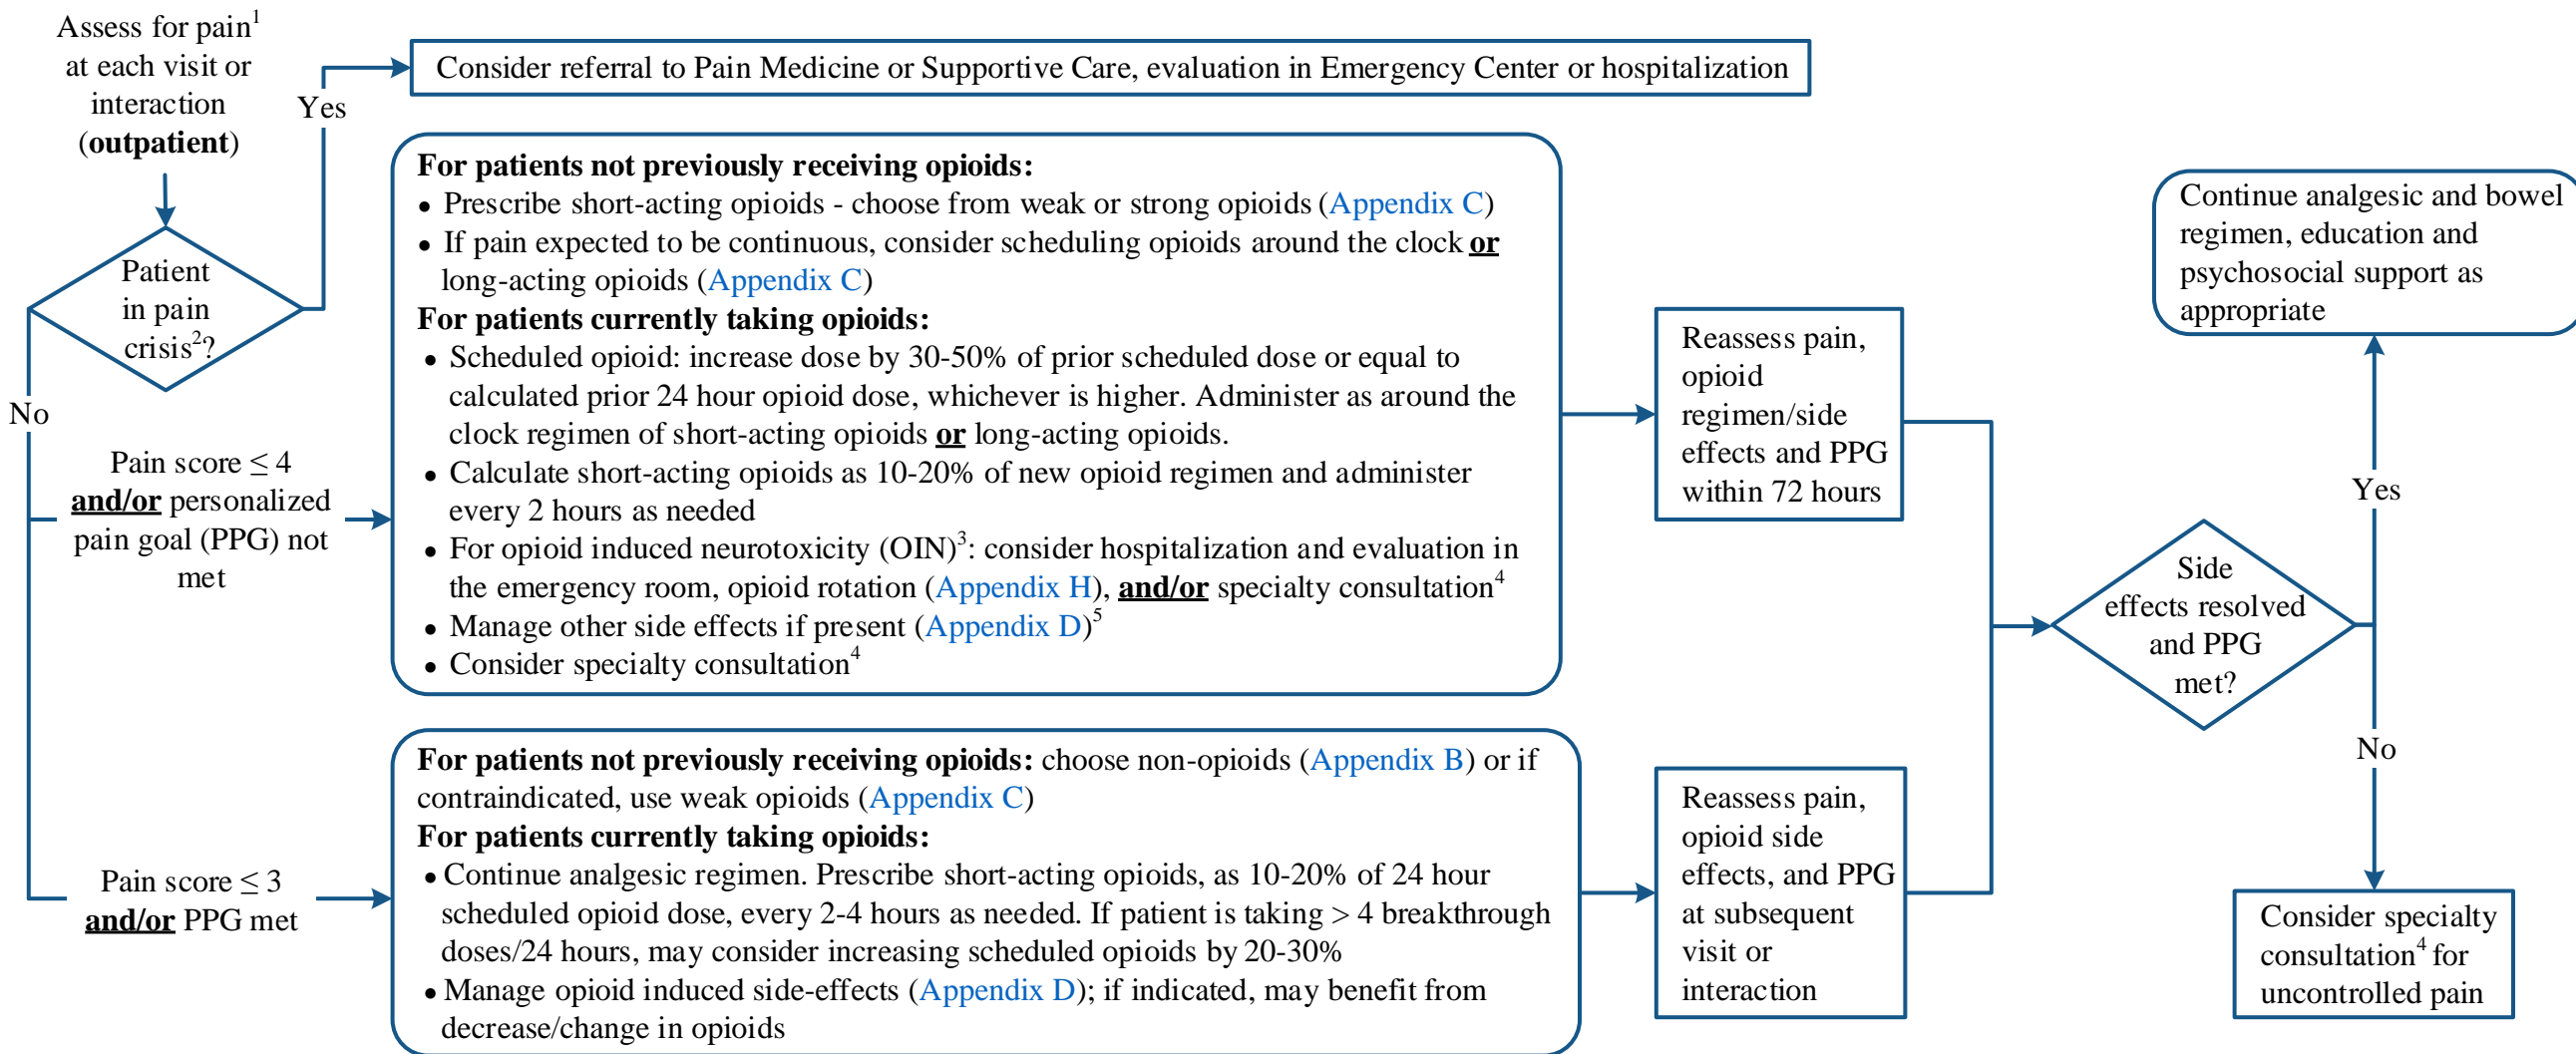 Assess for pain1
at each visit or
interaction
(outpatient)
Patient
in pain
crisis2?
Yes
Consider referral to Pain Medicine or Supportive Care, evaluation in Emergency Center or hospitalization
No
Pain score ≤ 4
and/or personalized
pain goal (PPG) not
met
For patients not previously receiving opioids:
• Prescribe short-acting opioids - choose from weak or strong opioids (Appendix C)
• If pain expected to be continuous, consider scheduling opioids around the clock or
long-acting opioids (Appendix C)
For patients currently taking opioids:
• Scheduled opioid: increase dose by 30-50% of prior scheduled dose or equal to
calculated prior 24 hour opioid dose, whichever is higher. Administer as around the
clock regimen of short-acting opioids or long-acting opioids.
• Calculate short-acting opioids as 10-20% of new opioid regimen and administer
every 2 hours as needed
• For opioid induced neurotoxicity (OIN)3: consider hospitalization and evaluation in
the emergency room, opioid rotation (Appendix H), and/or specialty consultation4
• Manage other side effects if present (Appendix D)5
• Consider specialty consultation4
Reassess pain,
opioid
regimen/side
effects and PPG
within 72 hours
Pain score ≤ 3
and/or PPG met
For patients not previously receiving opioids: choose non-opioids (Appendix B) or if
contraindicated, use weak opioids (Appendix C)
For patients currently taking opioids:
• Continue analgesic regimen. Prescribe short-acting opioids, as 10-20% of 24 hour
scheduled opioid dose, every 2-4 hours as needed. If patient is taking > 4 breakthrough
doses/24 hours, may consider increasing scheduled opioids by 20-30%
• Manage opioid induced side-effects (Appendix D); if indicated, may benefit from
decrease/change in opioids
Reassess pain,
opioid side
effects, and PPG
at subsequent
visit or
interaction
Side
effects resolved
and PPG
met?
Yes
Continue analgesic and bowel
regimen, education and
psychosocial support as
appropriate
No
Consider specialty
consultation4 for
uncontrolled pain